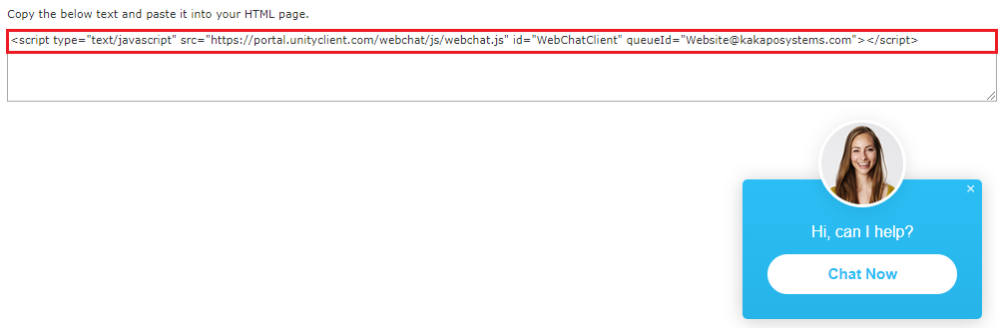 Copy the below text and paste it into your HTML page.
<script type="text/javascript" src="https://portal.unityclient.com/webchat/js/webchat.js" id="WebChatClient" queueId="Website@kakaposystems.com"></script>
×
Hi, can I help?
Chat Now